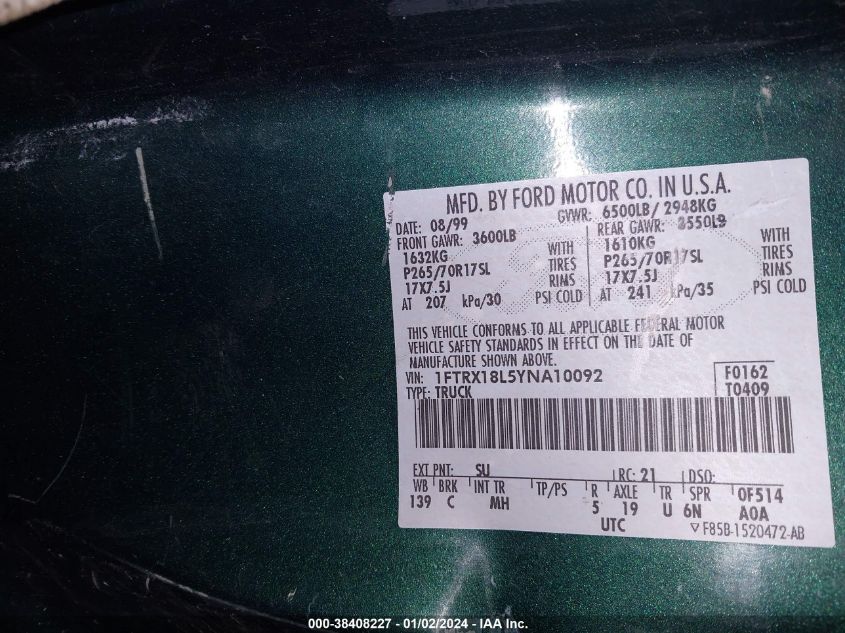 MFD. BY FORD MOTOR CO. IN U.S.A.
DATE: 08/99 GVWR: 6500LB/ 2948KG
FRONT GAWR: 3600LB REAR GAWR: 3550LB
1632KG WITH 1610KG WITH
P265/70R17SL TIRES P265/70R17SL TIRES
17X7.5J RIMS 17X7.5J RIMS
AT 207 kPa/30 PSI COLD AT 241 kPa/35 PSI COLD
THIS VEHICLE CONFORMS TO ALL APPLICABLE FEDERAL MOTOR
VEHICLE SAFETY STANDARDS IN EFFECT ON THE DATE OF
MANUFACTURE SHOWN ABOVE.
VIN: 1FTRX18L5YNA10092 F0162
TYPE: TRUCK T0409
EXT PNT: SU RC: 21 DSO:
WB BRK INT TR TP/PS R AXLE TR SPR 0F514
139 C MH 5 19 U 6N A0A
UTC ▽ F85B-1520472-AB
000-38408227 - 01/02/2024 - IAA Inc.